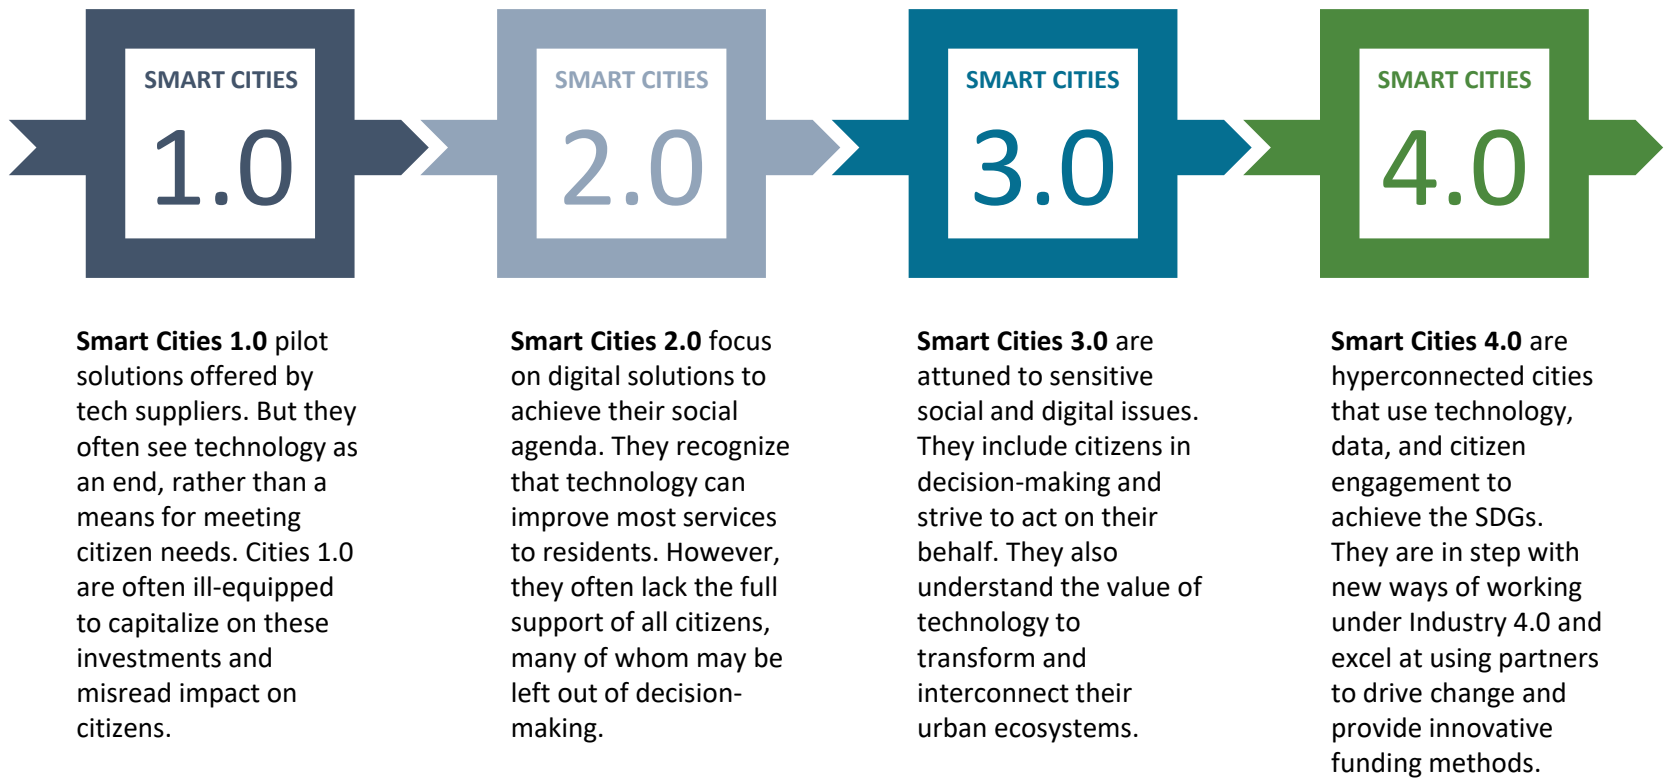 SMART CITIES
1.0
SMART CITIES
2.0
SMART CITIES
3.0
SMART CITIES
4.0
Smart Cities 1.0 pilot
solutions offered by
tech suppliers. But they
often see technology as
an end, rather than a
means for meeting
citizen needs. Cities 1.0
are often ill-equipped
to capitalize on these
investments and
misread impact on
citizens.
Smart Cities 2.0 focus
on digital solutions to
achieve their social
agenda. They recognize
that technology can
improve most services
to residents. However,
they often lack the full
support of all citizens,
many of whom may be
left out of decision-
making.
Smart Cities 3.0 are
attuned to sensitive
social and digital issues.
They include citizens in
decision-making and
strive to act on their
behalf. They also
understand the value of
technology to
transform and
interconnect their
urban ecosystems.
Smart Cities 4.0 are
hyperconnected cities
that use technology,
data, and citizen
engagement to
achieve the SDGs.
They are in step with
new ways of working
under Industry 4.0 and
excel at using partners
to drive change and
provide innovative
funding methods.